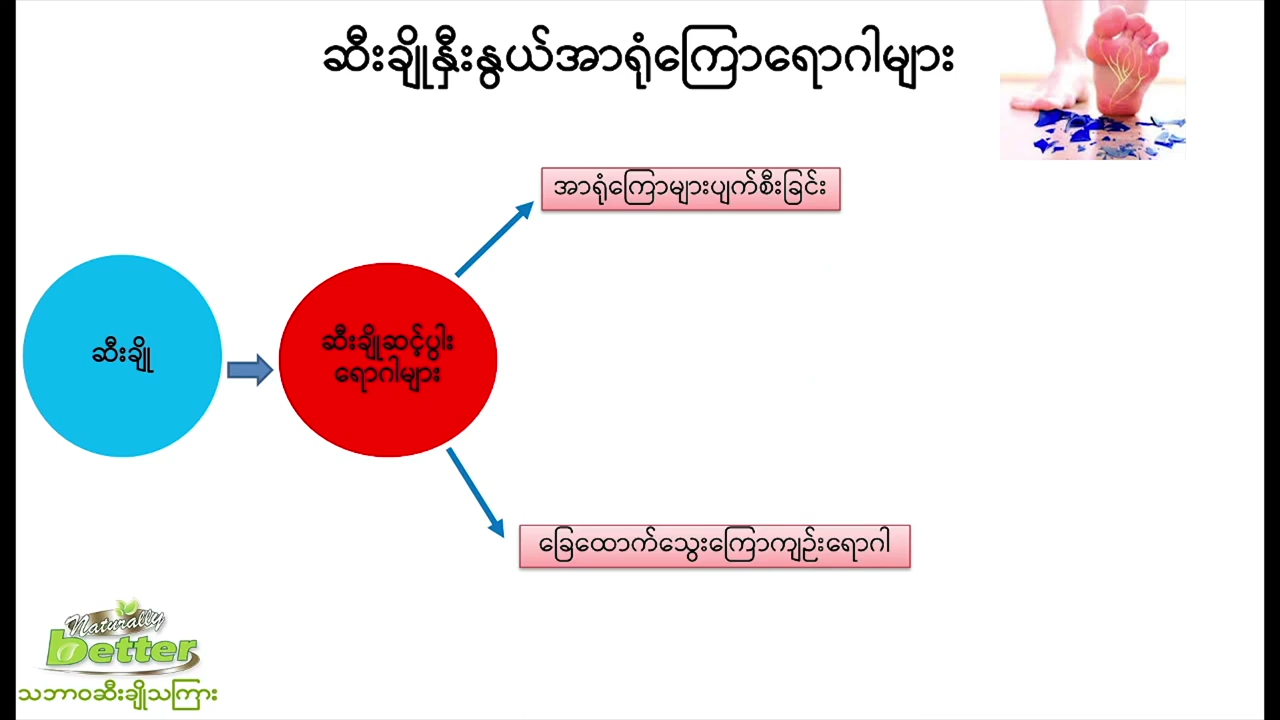 ဆီးချိုနှီးနွယ်အာရုံကြောရောဂါများ
အာရုံကြောများပျက်စီးခြင်း
ဆီးချို
ဆီးချိုဆင့်ပွါး
ရောဂါများ
ခြေထောက်သွေးကြောကျဉ်းရောဂါ
Naturally
better
သဘာဝဆီးချိုသကြား